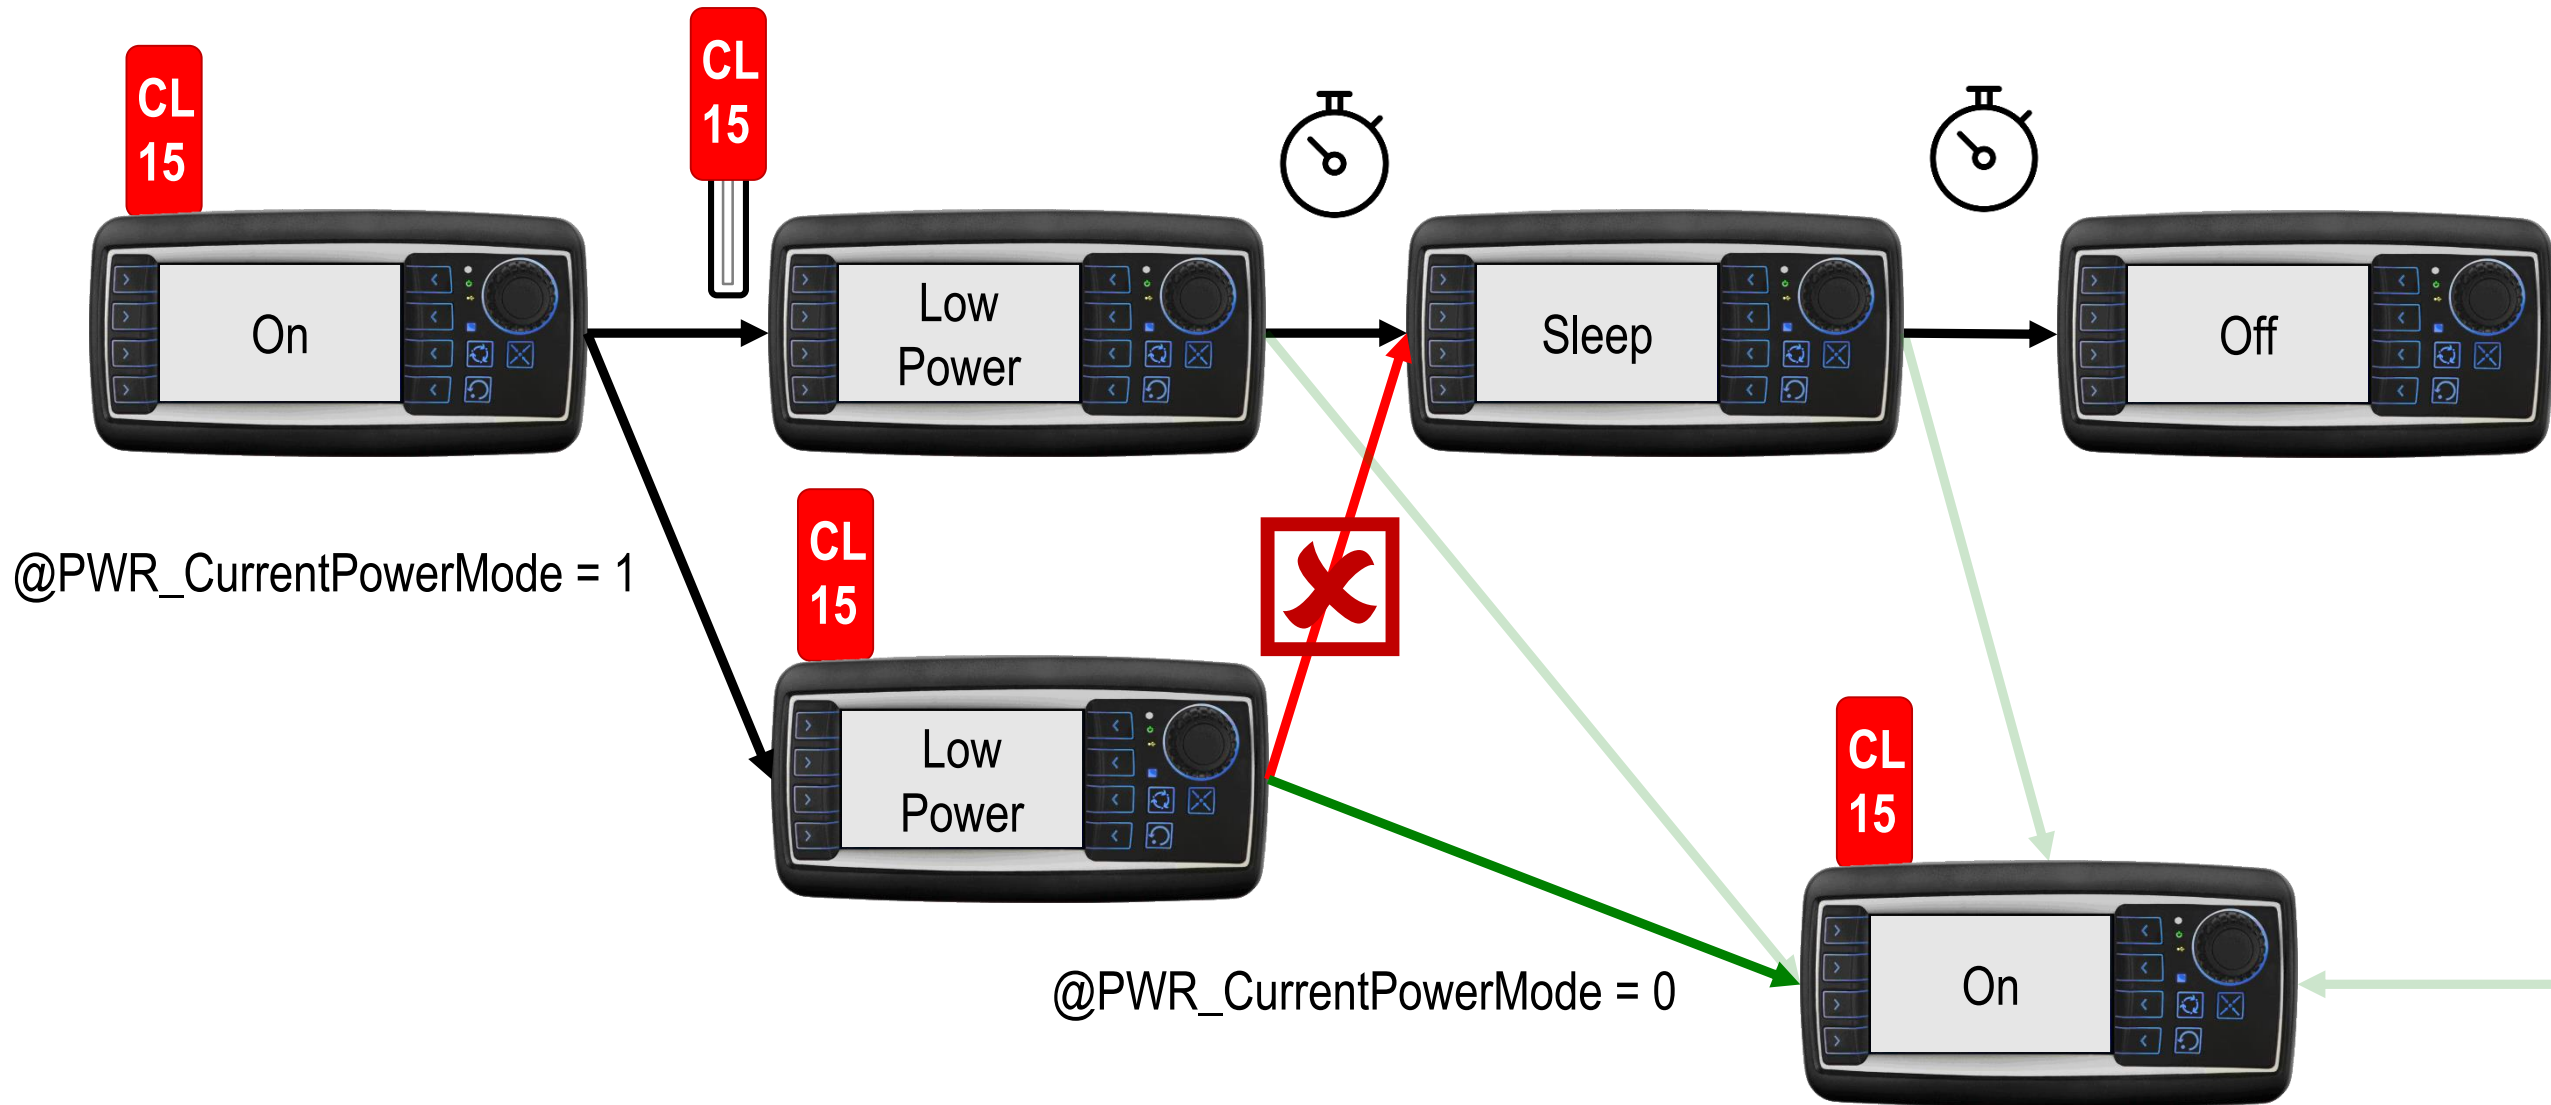 CL
15
CL
15
On
Low
Power
Sleep
Off
@PWR_CurrentPowerMode = 1
CL
15
Low
Power
CL
15
@PWR_CurrentPowerMode = 0
On